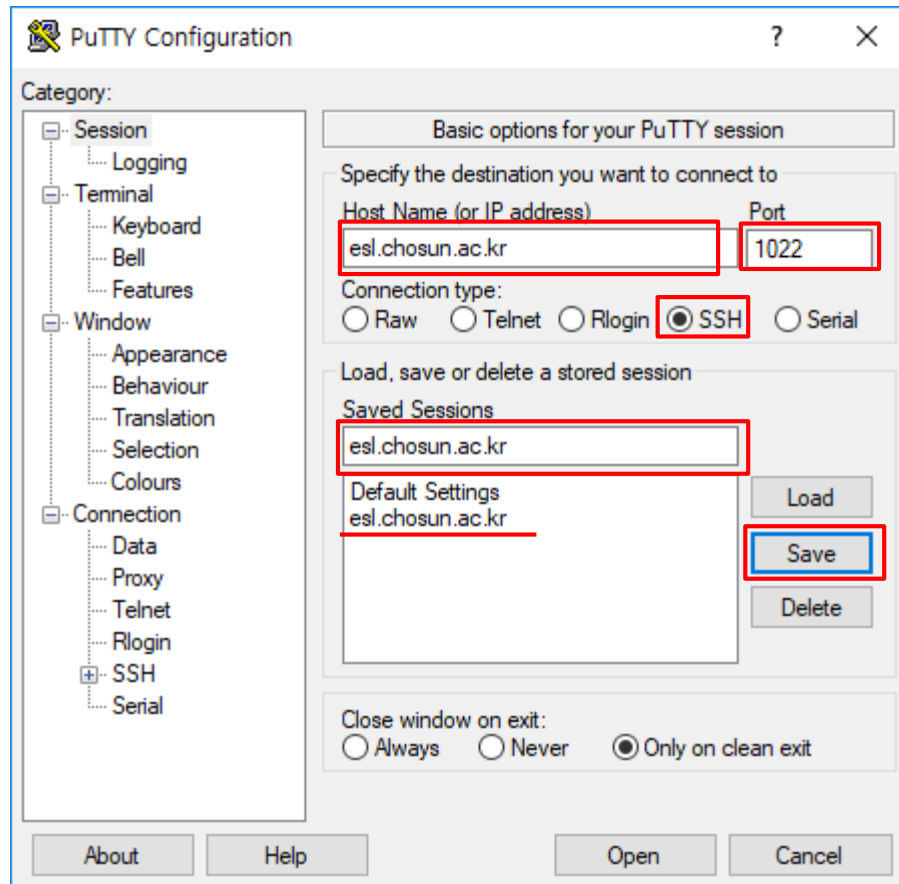 PuTTY Configuration
?
Category:
Session
Logging
Terminal
Keyboard
Bell
Features
Window
Appearance
Behaviour
Translation
Selection
Colours
Connection
Data
Proxy
Telnet
Rlogin
SSH
Serial
Basic options for your PuTTY session
Specify the destination you want to connect to
Host Name (or IP address) Port
esl.chosun.ac.kr 1022
Connection type:
Raw Telnet Rlogin SSH Serial
Load, save or delete a stored session
Saved Sessions
esl.chosun.ac.kr
Default Settings
esl.chosun.ac.kr
Load
Save
Delete
Close window on exit:
Always Never Only on clean exit
About Help Open Cancel